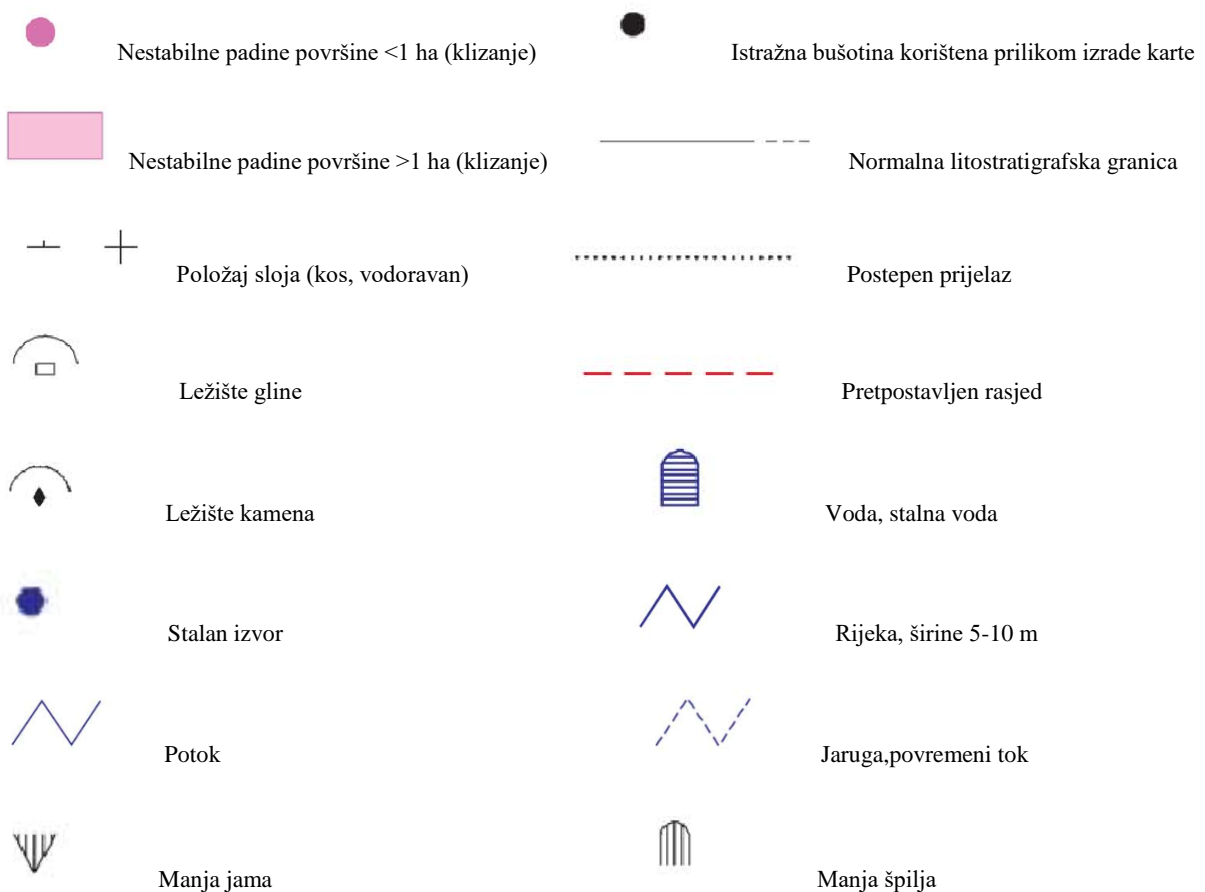 Nestabilne padine površine <1 ha (klizanje)
Istražna bušotina korištena prilikom izrade karte
Nestabilne padine površine >1 ha (klizanje)
Normalna litostratigrafska granica
Položaj sloja (kos, vodoravan)
Postepen prijelaz
Ležište gline
Pretpostavljen rasjed
Ležište kamena
Voda, stalna voda
Stalan izvor
Rijeka, širine 5-10 m
Potok
Jaruga,povremeni tok
Manja jama
Manja špilja